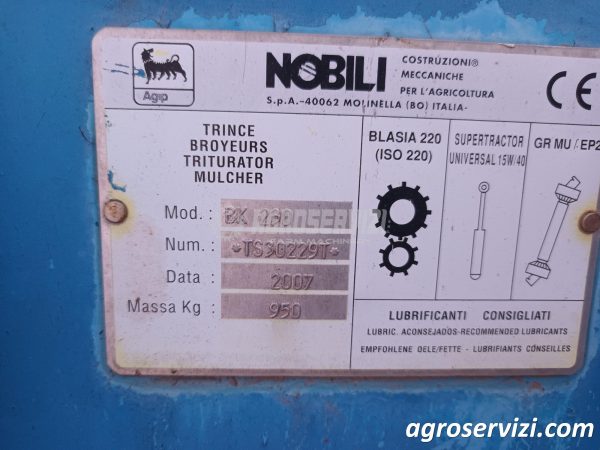 Agip
NOBILI
COSTRUZIONI
MECCANICHE
PER L'AGRICOLTURA
S.p.A.-40062 MOLINELLA (BO) ITALIA-
CE
TRINCE
BROYEURS
TRITURATOR
MULCHER
Mod. :
Num. :
Data : 2007
Massa Kg : 950
BLASIA 220
(ISO 220)
SUPERTRACTOR
UNIVERSAL 15W/40
GR MU / EP2
LUBRIFICANTI CONSIGLIATI
LUBRIC. ACONSEJADOS-RECOMMENDED LUBRICANTS
EMPFOHLENE OELE/FETTE - LUBRIFIANTS CONSEILLES
agroservizi.com